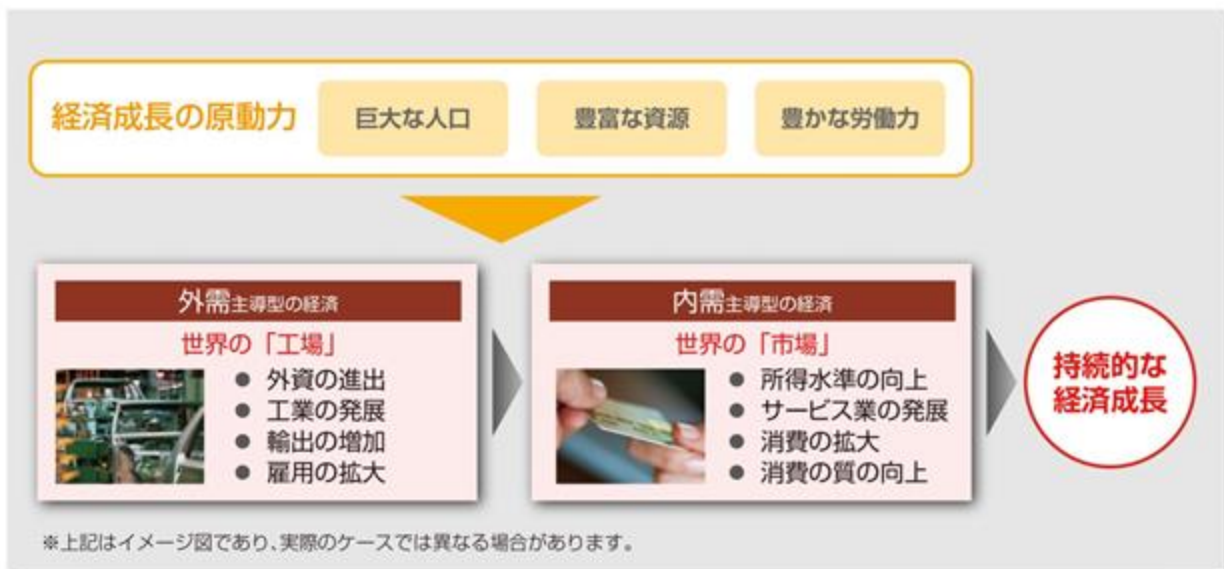 経済成長の原動力
巨大な人口
豊富な資源
豊かな労働力
外需主導型の経済
世界の「工場」
● 外資の進出
● 工業の発展
● 輸出の増加
● 雇用の拡大
内需主導型の経済
世界の「市場」
● 所得水準の向上
● サービス業の発展
● 消費の拡大
● 消費の質の向上
持続的な
経済成長
※上記はイメージ図であり、実際のケースでは異なる場合があります。